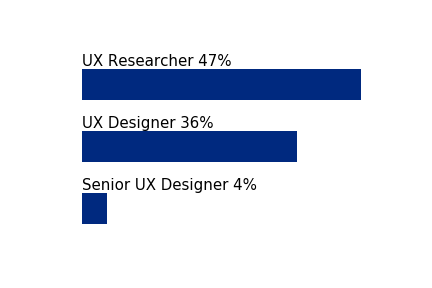 UX Researcher 47%
UX Designer 36%
Senior UX Designer 4%